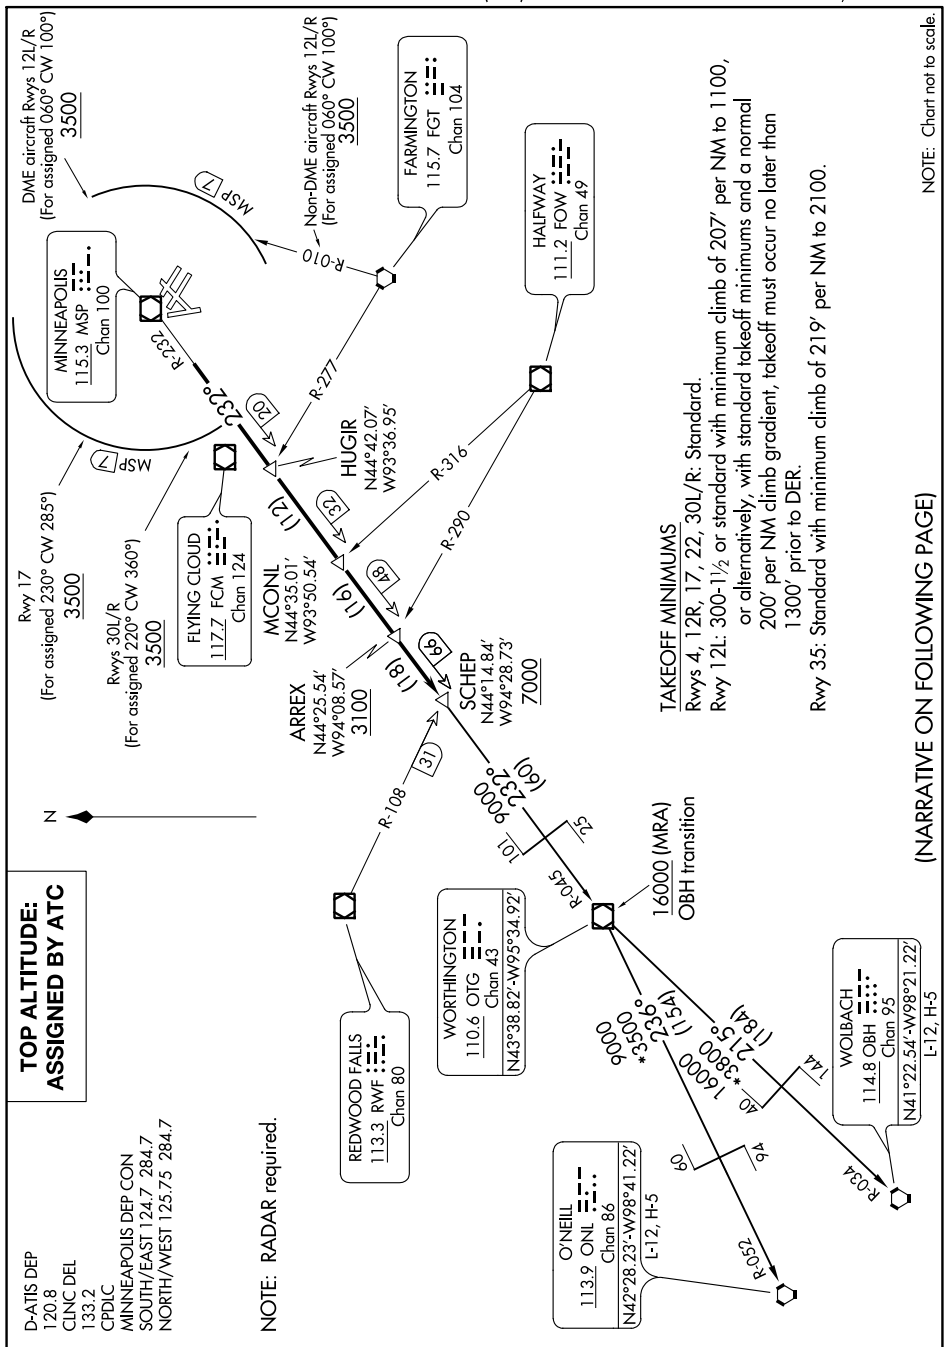 TOP ALTITUDE:
ASSIGNED BY ATC
D-ATIS DEP
120.8
CLNC DEL
133.2
CPDLC
MINNEAPOLIS DEP CON
SOUTH/EAST 124.7 284.7
NORTH/WEST 125.75 284.7
NOTE: RADAR required.
N
Rwy 17
(For assigned 230° CW 285°)
3500
Rwys 30L/R
(For assigned 220° CW 360°)
3500
DME aircraft Rwys 12L/R
(For assigned 060° CW 100°)
3500
Non-DME aircraft Rwys 12L/R
(For assigned 060° CW 100°)
3500
MSP 7
MSP 7
MINNEAPOLIS
115.3 MSP
Chan 100
FLYING CLOUD
117.7 FCM
Chan 124
FARMINGTON
115.7 FGT
Chan 104
HALFWAY
111.2 FOW
Chan 49
R-232
232°
R-010
R-277
R-316
R-290
20
HUGIR
N44°42.07'
W93°36.95'
(12)
32
MCONL
N44°35.01'
W93°50.54'
(16)
48
ARREX
N44°25.54'
W94°08.57'
3100
(18)
66
SCHEP
N44°14.84'
W94°28.73'
7000
R-108
31
REDWOOD FALLS
113.3 RWF
Chan 80
9000
232°
(60)
101
25
R-045
WORTHINGTON
110.6 OTG
Chan 43
N43°38.82'-W95°34.92'
16000 (MRA)
OBH transition
9000
*3500
236°
(154)
60
94
R-052
O'NEILL
113.9 ONL
Chan 86
N42°28.23'-W98°41.22'
L-12, H-5
16000
*3800
215°
(184)
40
144
R-034
WOLBACH
114.8 OBH
Chan 95
N41°22.54'-W98°21.22'
L-12, H-5
TAKEOFF MINIMUMS
Rwys 4, 12R, 17, 22, 30L/R: Standard.
Rwy 12L: 300-1½ or standard with minimum climb of 207' per NM to 1100,
or alternatively, with standard takeoff minimums and a normal
200' per NM climb gradient, takeoff must occur no later than
1300' prior to DER.
Rwy 35: Standard with minimum climb of 219' per NM to 2100.
NOTE: Chart not to scale.
(NARRATIVE ON FOLLOWING PAGE)